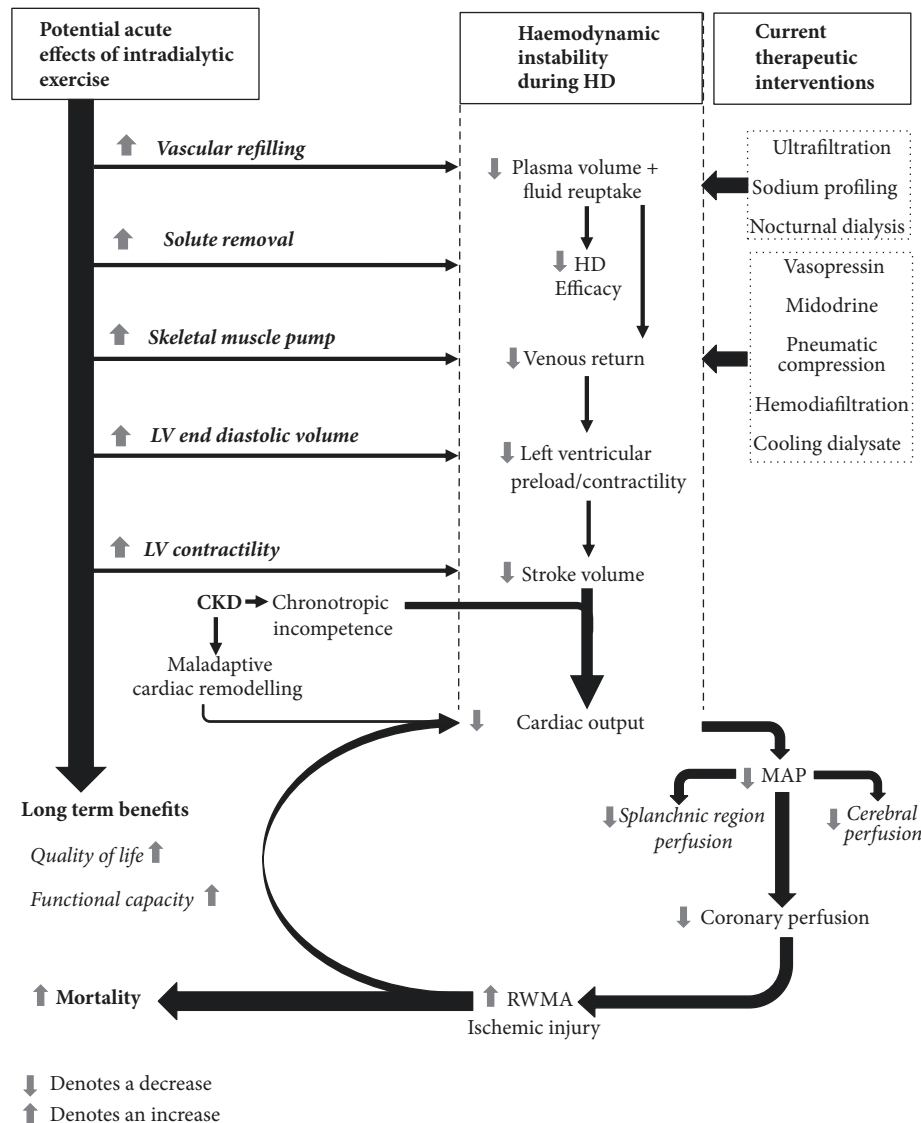 Potential acute
effects of intradialytic
exercise
Haemodynamic
instability
during HD
Current
therapeutic
interventions
Vascular refilling
Solute removal
Skeletal muscle pump
LV end diastolic volume
LV contractility
CKD
Chronotropic
incompetence
Maladaptive
cardiac remodelling
Plasma volume +
fluid reuptake
HD
Efficacy
Venous return
Left ventricular
preload/contractility
Stroke volume
Cardiac output
Ultrafiltration
Sodium profiling
Nocturnal dialysis
Vasopressin
Midodrine
Pneumatic
compression
Hemodiafiltration
Cooling dialysate
MAP
Splanchnic region
perfusion
Cerebral
perfusion
Coronary perfusion
RWMA
Ischemic injury
Long term benefits
Quality of life
Functional capacity
Mortality
Denotes a decrease
Denotes an increase